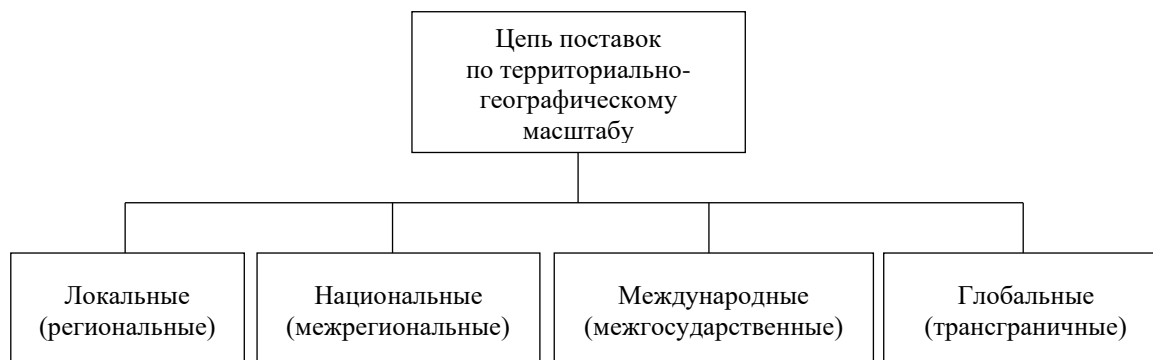 Цепь поставок
по территориально-
географическому
масштабу
Локальные
(региональные)
Национальные
(межрегиональные)
Международные
(межгосударственные)
Глобальные
(трансграничные)